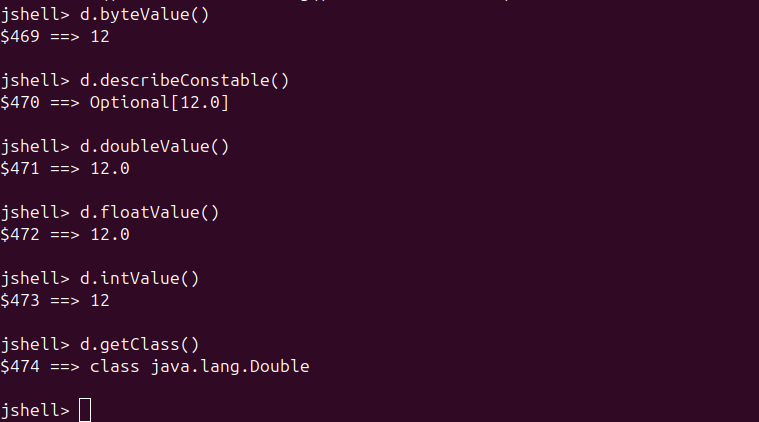 jshell> d.byteValue()
$469 ==> 12
jshell> d.describeConstable()
$470 ==> Optional[12.0]
jshell> d.doubleValue()
$471 ==> 12.0
jshell> d.floatValue()
$472 ==> 12.0
jshell> d.intValue()
$473 ==> 12
jshell> d.getClass()
$474 ==> class java.lang.Double
jshell>